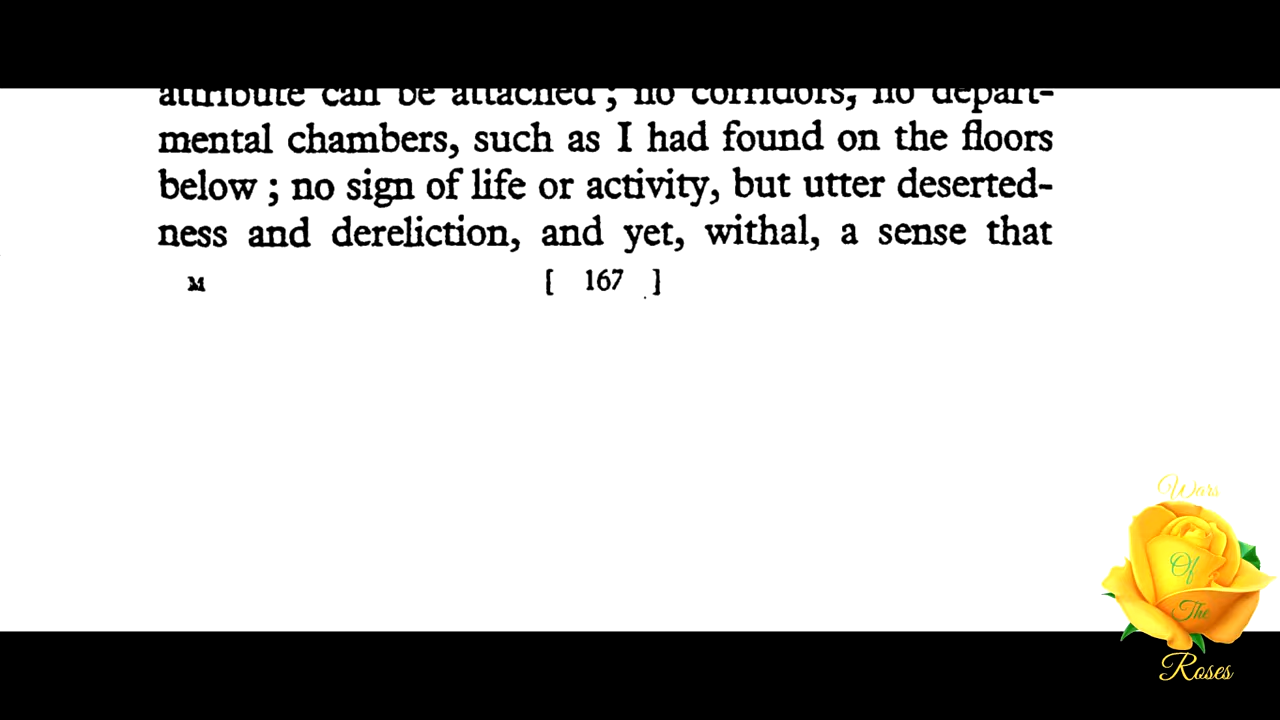 attribute can be attached ; no corridors, no depart-
mental chambers, such as I had found on the floors
below ; no sign of life or activity, but utter deserted-
ness and dereliction, and yet, withal, a sense that
M [ 167 ]
Wars
Of
The
Roses